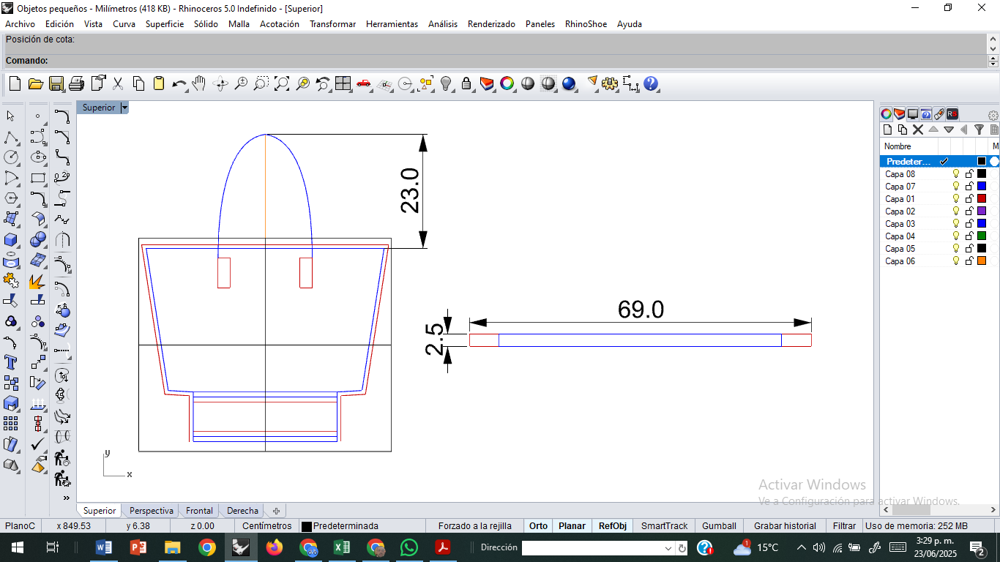 Objetos pequeños - Milímetros (418 KB) - Rhinoceros 5.0 Indefinido - [Superior]
Archivo Edición Vista Curva Superficie Sólido Malla Acotación Transformar Herramientas Análisis Renderizado Paneles RhinoShoe Ayuda
Posición de cota:
Comando:
Superior
Nombre
M
Predeter...
Capa 08
Capa 07
Capa 01
Capa 02
Capa 03
Capa 04
Capa 05
Capa 06
23.0
69.0
2.5
y
x
Activar Windows
Ve a Configuración para activar Windows.
Superior Perspectiva Frontal Derecha
PlanoC x 849.53 y 6.38 z 0.00 Centímetros Predeterminada Forzado a la rejilla Orto Planar RefObj SmartTrack Gumball Grabar historial Filtrar Uso de memoria: 252 MB
Dirección
15°C
3:29 p. m.
23/06/2025
2